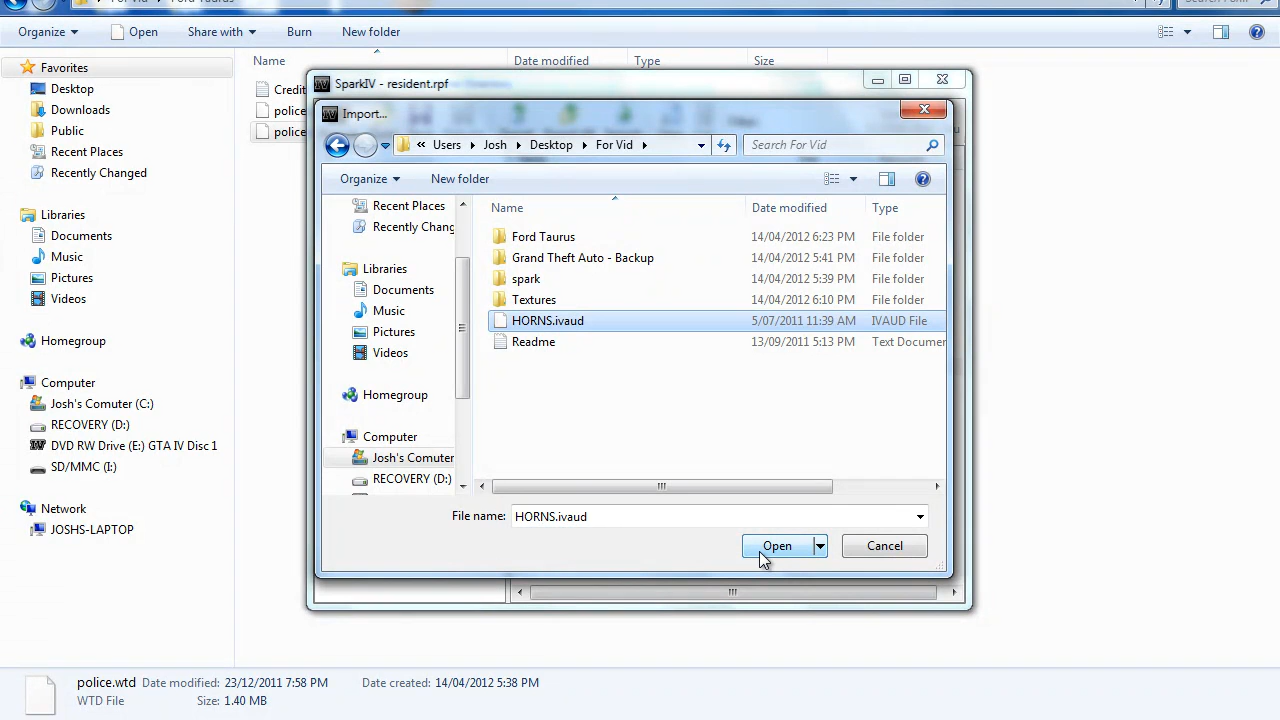 For Vid Ford Taurus
Organize Open Share with Burn New folder
Name Date modified Type Size
Favorites
Desktop
Downloads
Public
Recent Places
Recently Changed
Libraries
Documents
Music
Pictures
Videos
Homegroup
Computer
Josh's Comuter (C:)
RECOVERY (D:)
DVD RW Drive (E:) GTA IV Disc 1
SD/MMC (I:)
Network
JOSHS-LAPTOP
Credit
police
police
SparkIV - resident.rpf
Import...
« Users Josh Desktop For Vid
Search For Vid
Organize New folder
Recent Places
Recently Chang
Libraries
Documents
Music
Pictures
Videos
Homegroup
Computer
Josh's Comuter
RECOVERY (D:)
Name Date modified Type
Ford Taurus 14/04/2012 6:23 PM File folder
Grand Theft Auto - Backup 14/04/2012 5:41 PM File folder
spark 14/04/2012 5:39 PM File folder
Textures 14/04/2012 6:10 PM File folder
HORNS.ivaud 5/07/2011 11:39 AM IVAUD File
Readme 13/09/2011 5:13 PM Text Documer
File name: HORNS.ivaud
Open Cancel
police.wtd Date modified: 23/12/2011 7:58 PM Date created: 14/04/2012 5:38 PM
WTD File Size: 1.40 MB